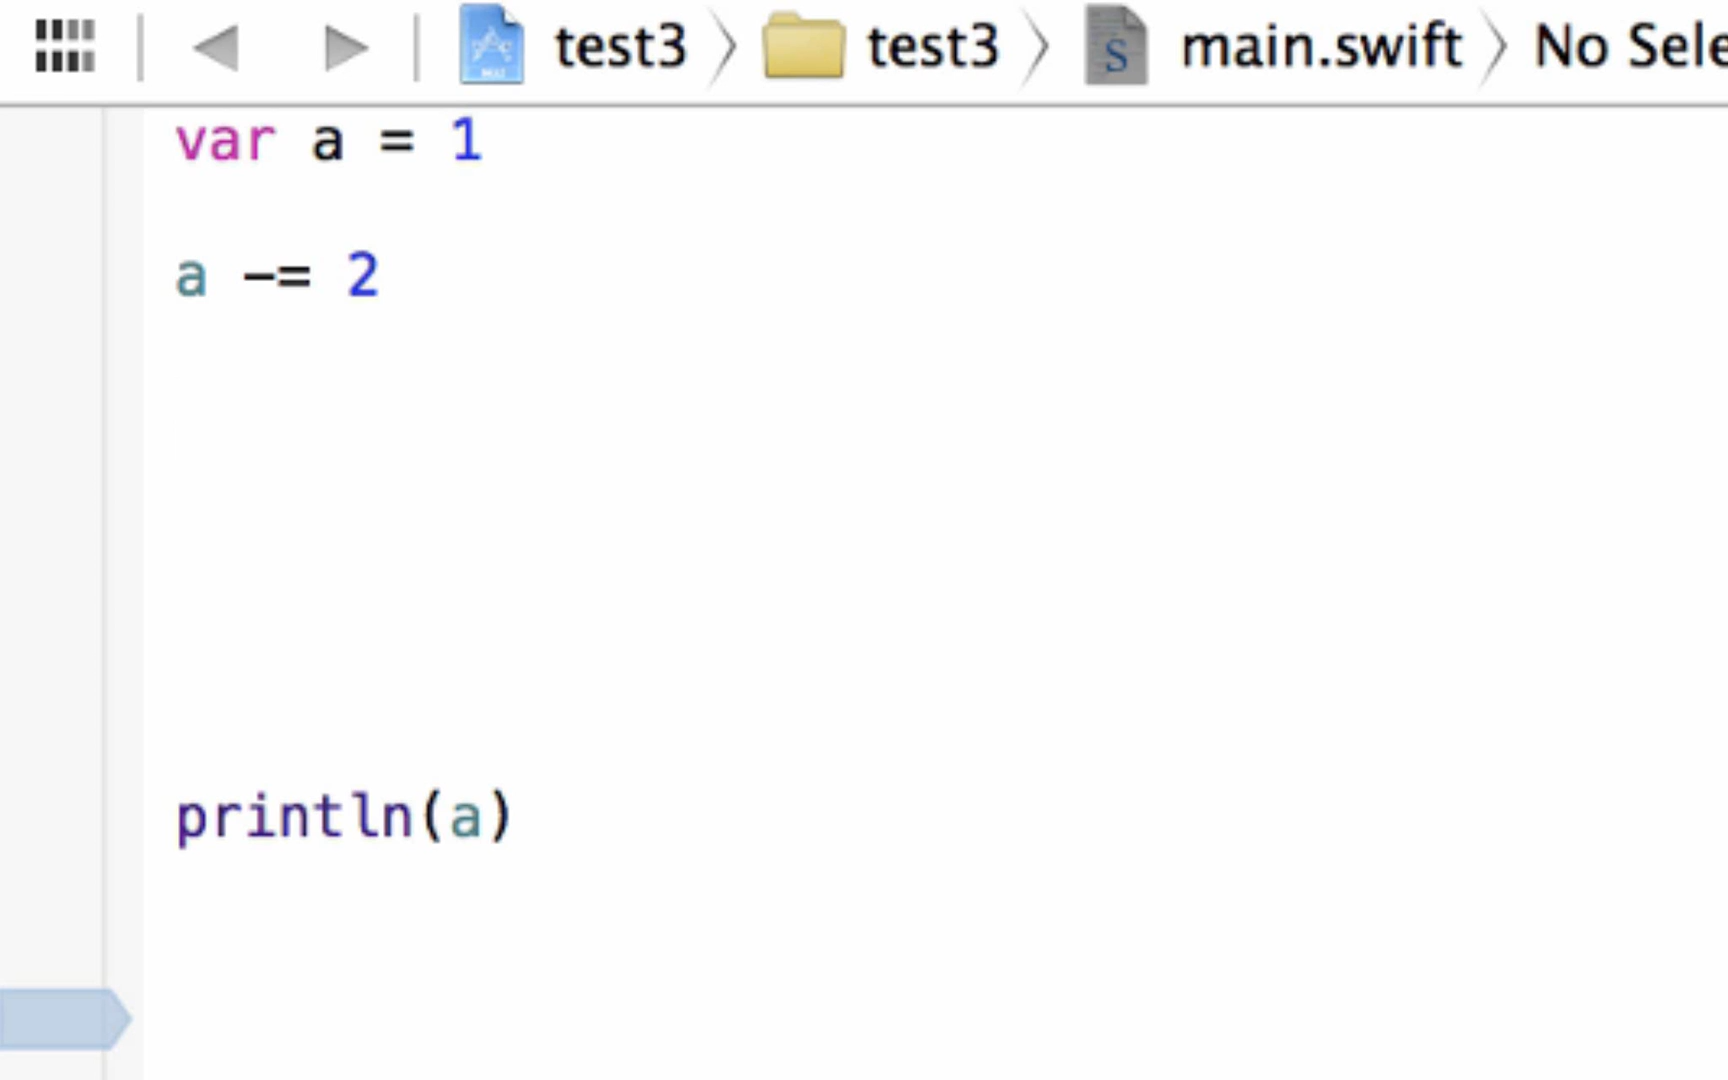 test3 test3 main.swift No Sele
var a = 1
a -= 2
println(a)